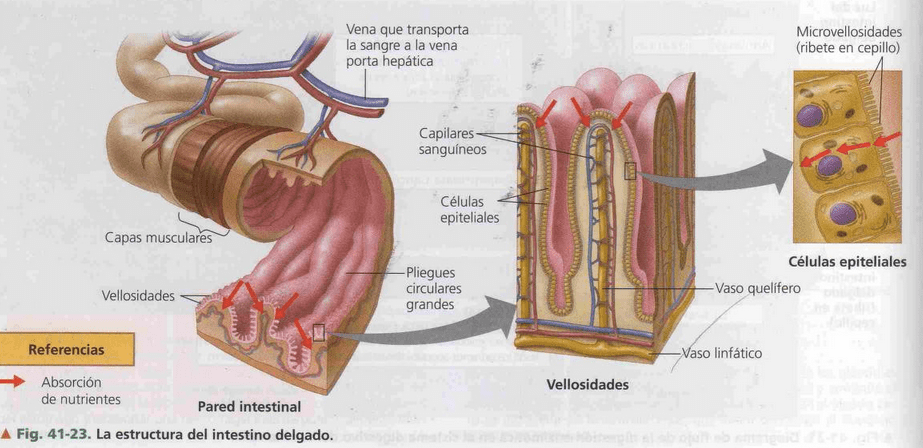 Vena que transporta
la sangre a la vena
porta hepática
Capas musculares
Vellosidades
Pliegues
circulares
grandes
Referencias
Absorción
de nutrientes
Pared intestinal
Capilares
sanguíneos
Células
epiteliales
Vaso quelífero
Vaso linfático
Vellosidades
Microvellosidades
(ribete en cepillo)
Células epiteliales
Fig. 41-23. La estructura del intestino delgado.